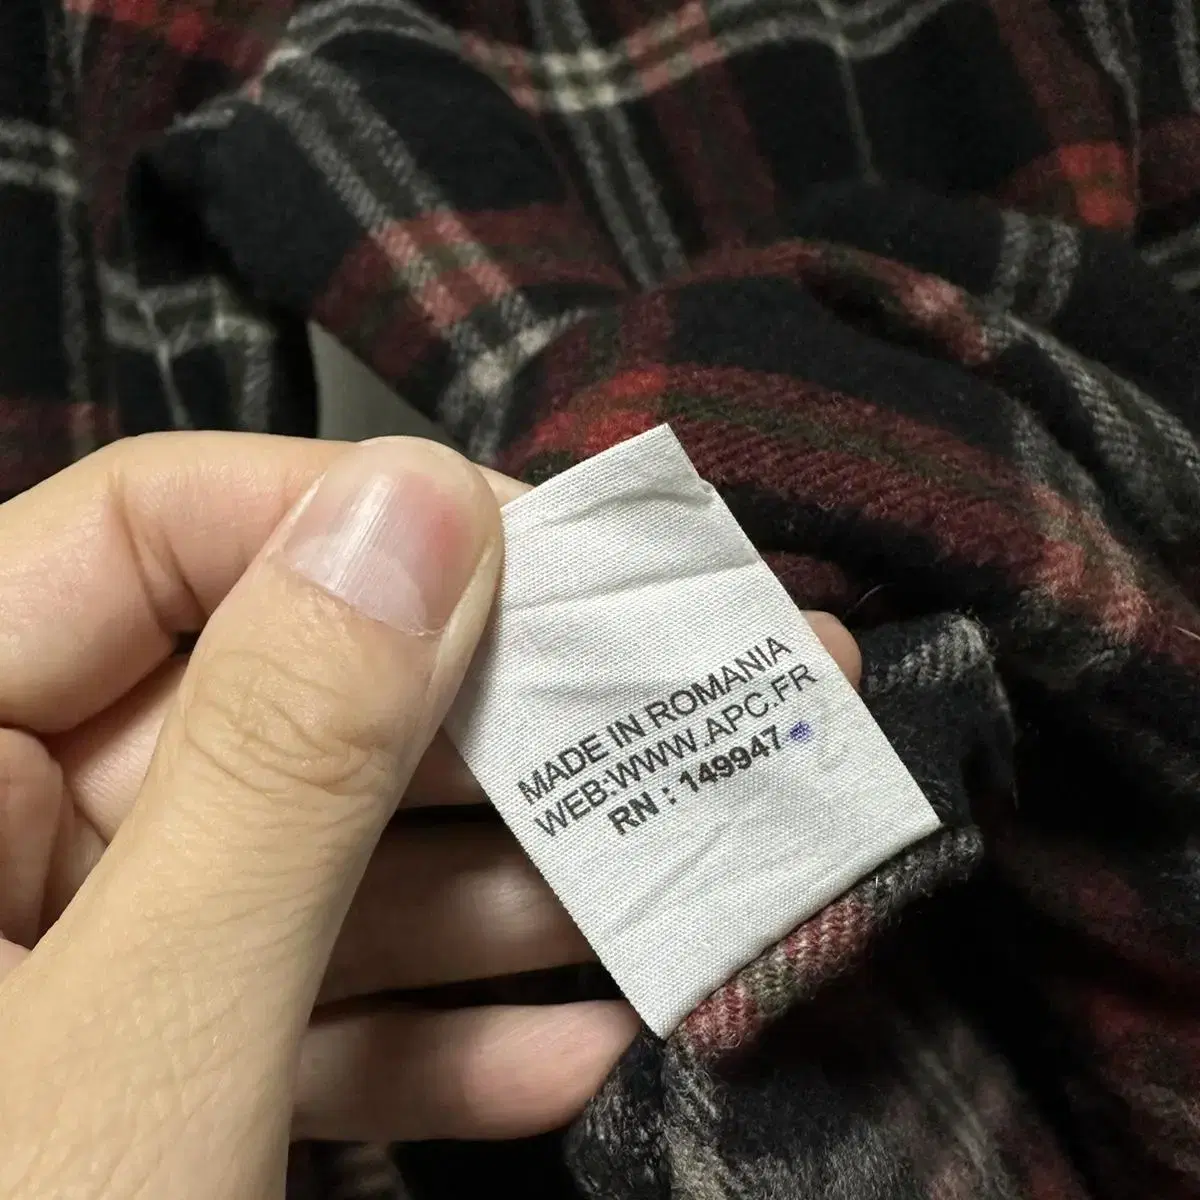 MADE IN ROMANIA
WEB:WWW.APC.FR
RN : 149947